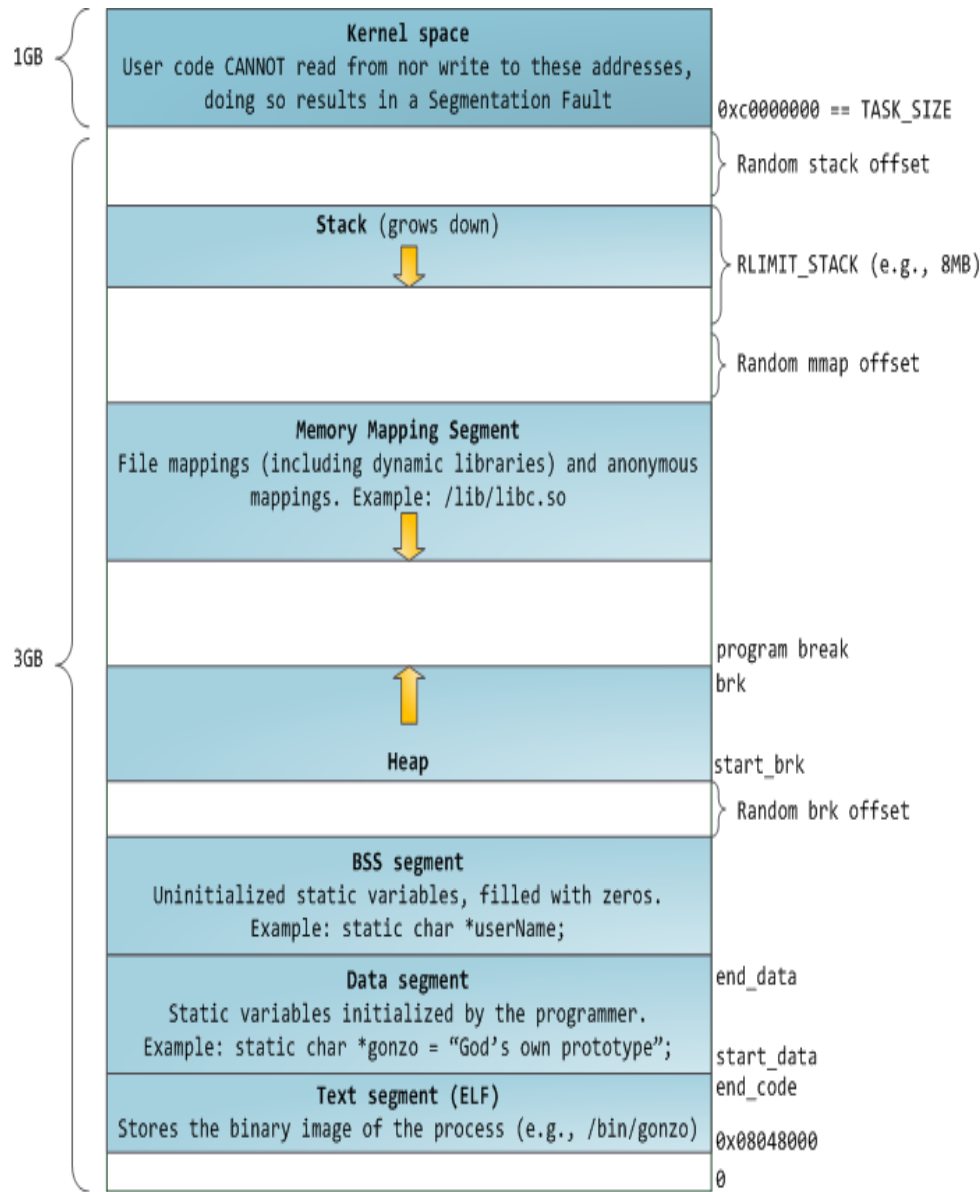 1GB
Kernel space
User code CANNOT read from nor write to these addresses,
doing so results in a Segmentation Fault
0xc0000000 == TASK_SIZE
Random stack offset
Stack (grows down)
RLIMIT_STACK (e.g., 8MB)
Random mmap offset
Memory Mapping Segment
File mappings (including dynamic libraries) and anonymous
mappings. Example: /lib/libc.so
3GB
program break
brk
Heap
start_brk
Random brk offset
BSS segment
Uninitialized static variables, filled with zeros.
Example: static char *userName;
Data segment
Static variables initialized by the programmer.
Example: static char *gonzo = “God’s own prototype”;
end_data
start_data
Text segment (ELF)
Stores the binary image of the process (e.g., /bin/gonzo)
end_code
0x08048000
0